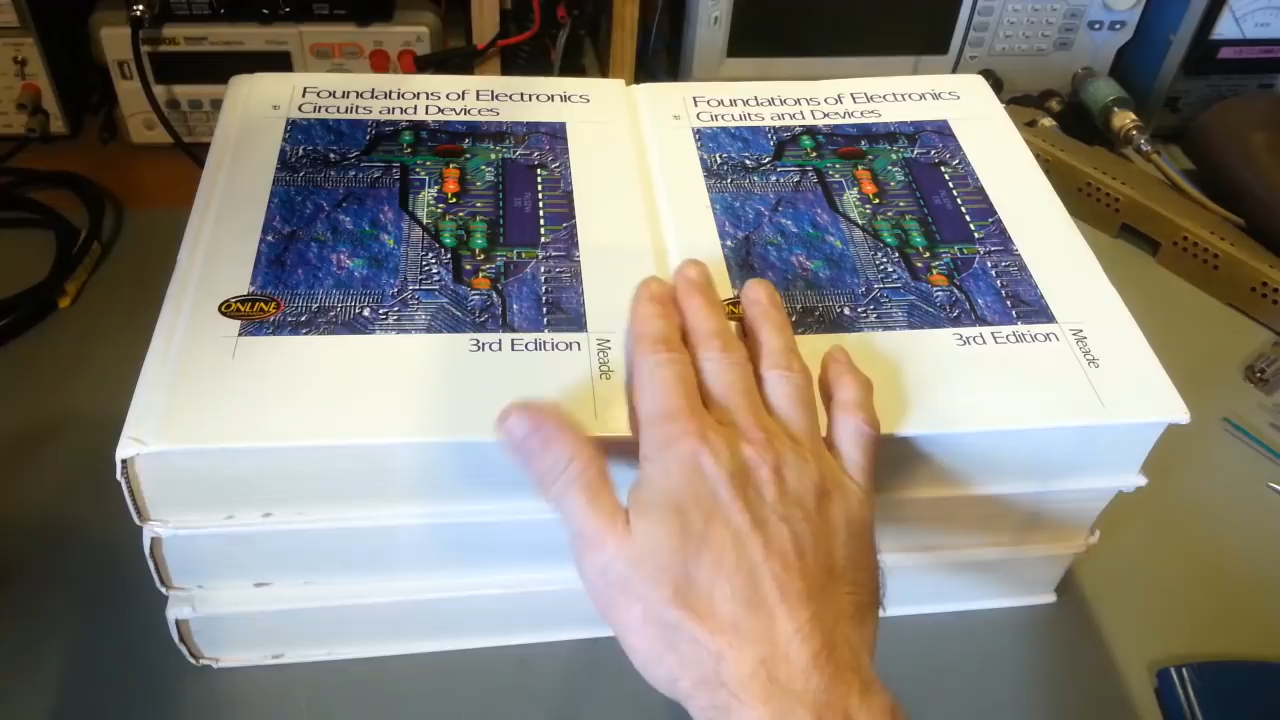 Foundations of Electronics
Circuits and Devices
ONLINE
3rd Edition
Meade
Foundations of Electronics
Circuits and Devices
3rd Edition
Meade